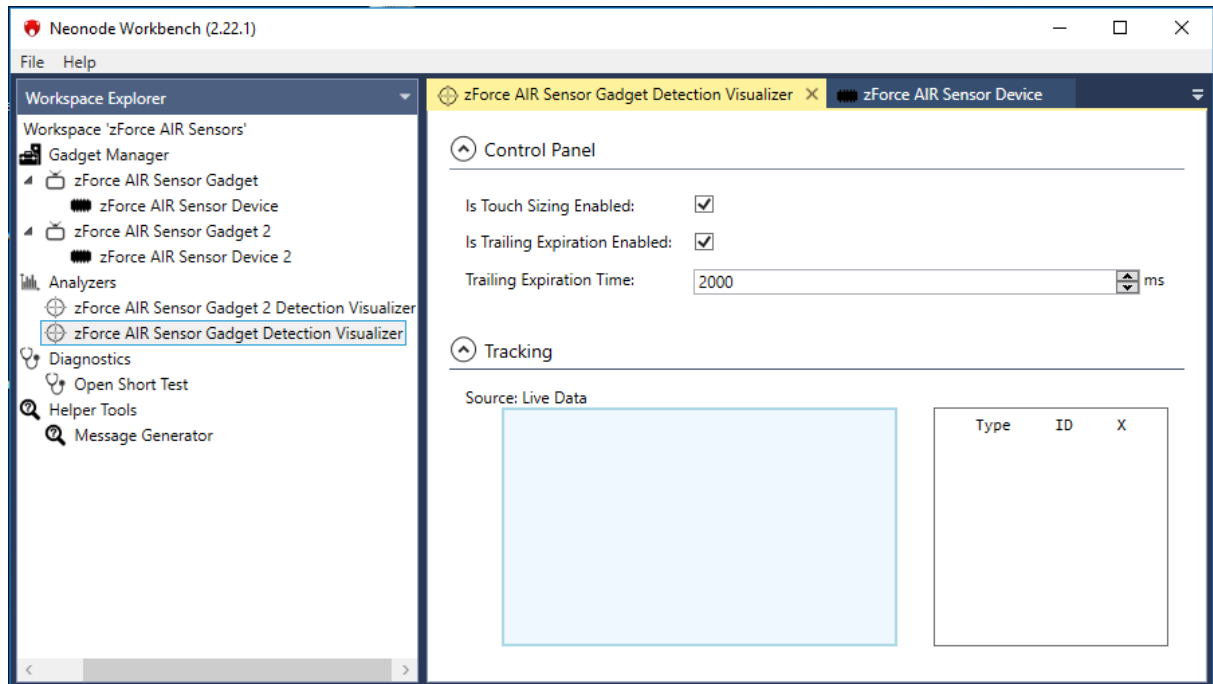 Neonode Workbench (2.22.1)
File Help
Workspace Explorer
Workspace 'zForce AIR Sensors'
Gadget Manager
zForce AIR Sensor Gadget
zForce AIR Sensor Device
zForce AIR Sensor Gadget 2
zForce AIR Sensor Device 2
Analyzers
zForce AIR Sensor Gadget 2 Detection Visualizer
zForce AIR Sensor Gadget Detection Visualizer
Diagnostics
Open Short Test
Helper Tools
Message Generator
zForce AIR Sensor Gadget Detection Visualizer
zForce AIR Sensor Device
Control Panel
Is Touch Sizing Enabled:
Is Trailing Expiration Enabled:
Trailing Expiration Time: 2000 ms
Tracking
Source: Live Data
Type ID X